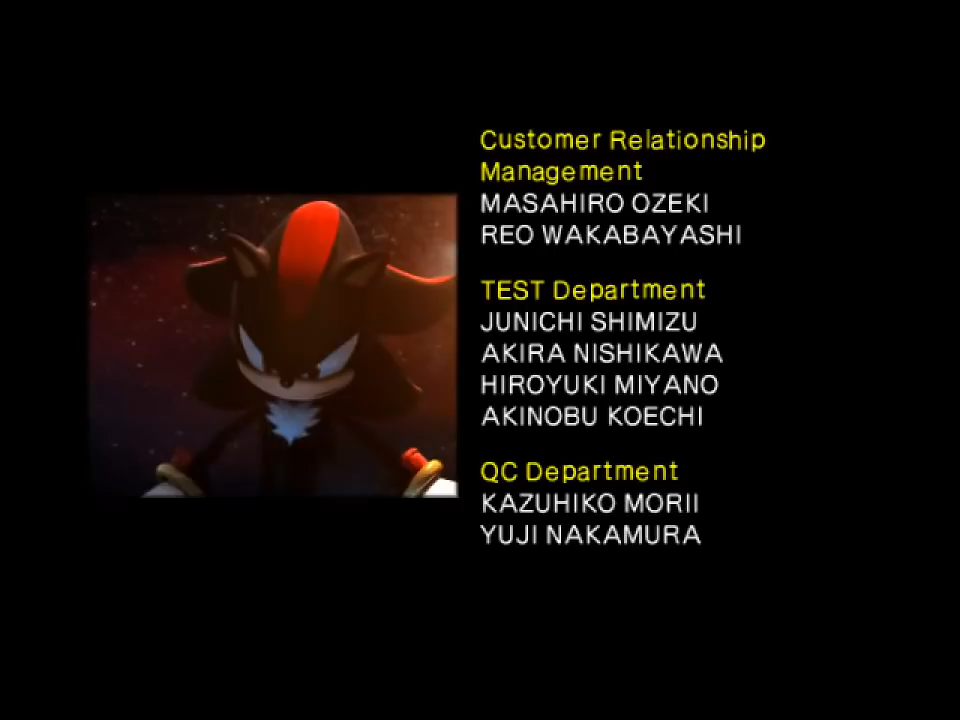 Customer Relationship
Management
MASAHIRO OZEKI
REO WAKABAYASHI
TEST Department
JUNICHI SHIMIZU
AKIRA NISHIKAWA
HIROYUKI MIYANO
AKINOBU KOECHI
QC Department
KAZUHIKO MORII
YUJI NAKAMURA